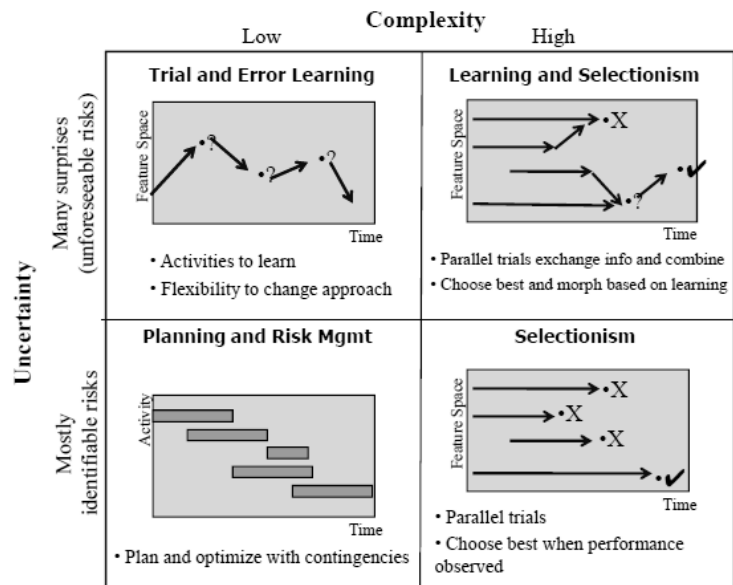 Complexity
Low
High
Uncertainty
Many surprises
(unforeseeable risks)
Trial and Error Learning
Feature Space
•?
•?
•?
Time
• Activities to learn
• Flexibility to change approach
Learning and Selectionism
Feature Space
•X
•?
•✔
Time
• Parallel trials exchange info and combine
• Choose best and morph based on learning
Mostly
identifiable risks
Planning and Risk Mgmt
Activity
Time
• Plan and optimize with contingencies
Selectionism
Feature Space
•X
•X
•X
•✔
Time
• Parallel trials
• Choose best when performance
observed